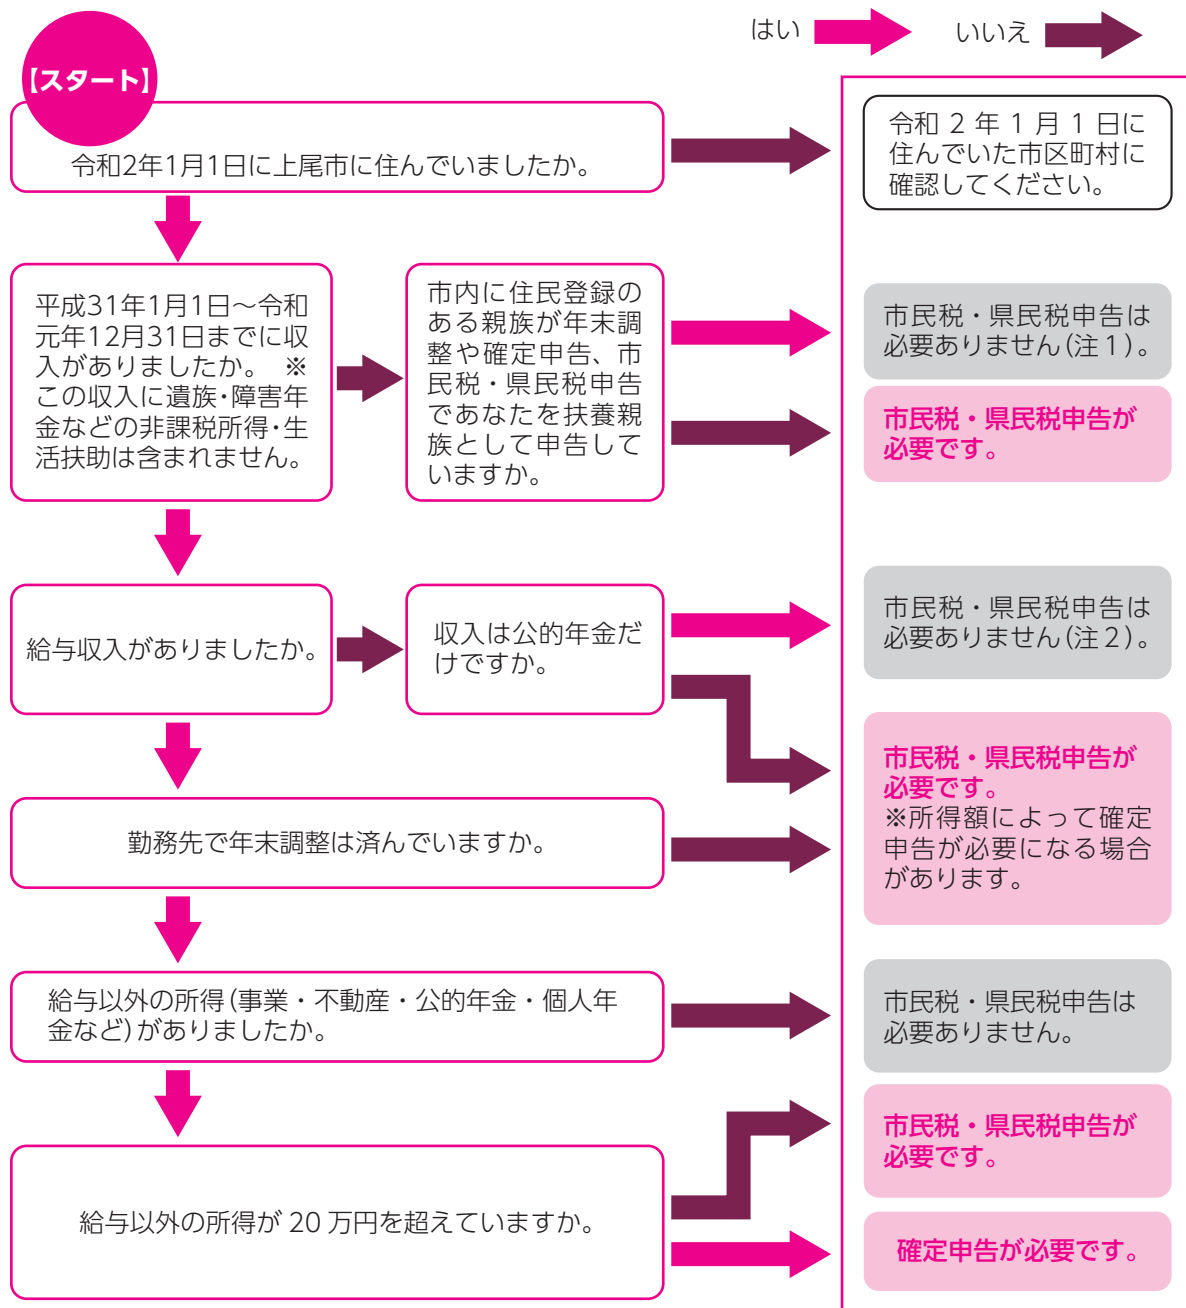 はい
いいえ
【スタート】
令和2年1月1日に上尾市に住んでいましたか。
令和 2 年 1 月 1 日に
住んでいた市区町村に
確認してください。
平成31年1月1日～令和
元年12月31日までに収
入がありましたか。 ※
この収入に遺族・障害年
金などの非課税所得・生
活扶助は含まれません。
市内に住民登録の
ある親族が年末調
整や確定申告、市
民税・県民税申告
であなたを扶養親
族として申告して
いますか。
市民税・県民税申告は
必要ありません（注１）。
市民税・県民税申告が
必要です。
給与収入がありましたか。
収入は公的年金だ
けですか。
市民税・県民税申告は
必要ありません（注２）。
市民税・県民税申告が
必要です。
※所得額によって確定
申告が必要になる場合
があります。
勤務先で年末調整は済んでいますか。
給与以外の所得（事業・不動産・公的年金・個人年
金など）がありましたか。
市民税・県民税申告は
必要ありません。
市民税・県民税申告が
必要です。
給与以外の所得が 20 万円を超えていますか。
確定申告が必要です。